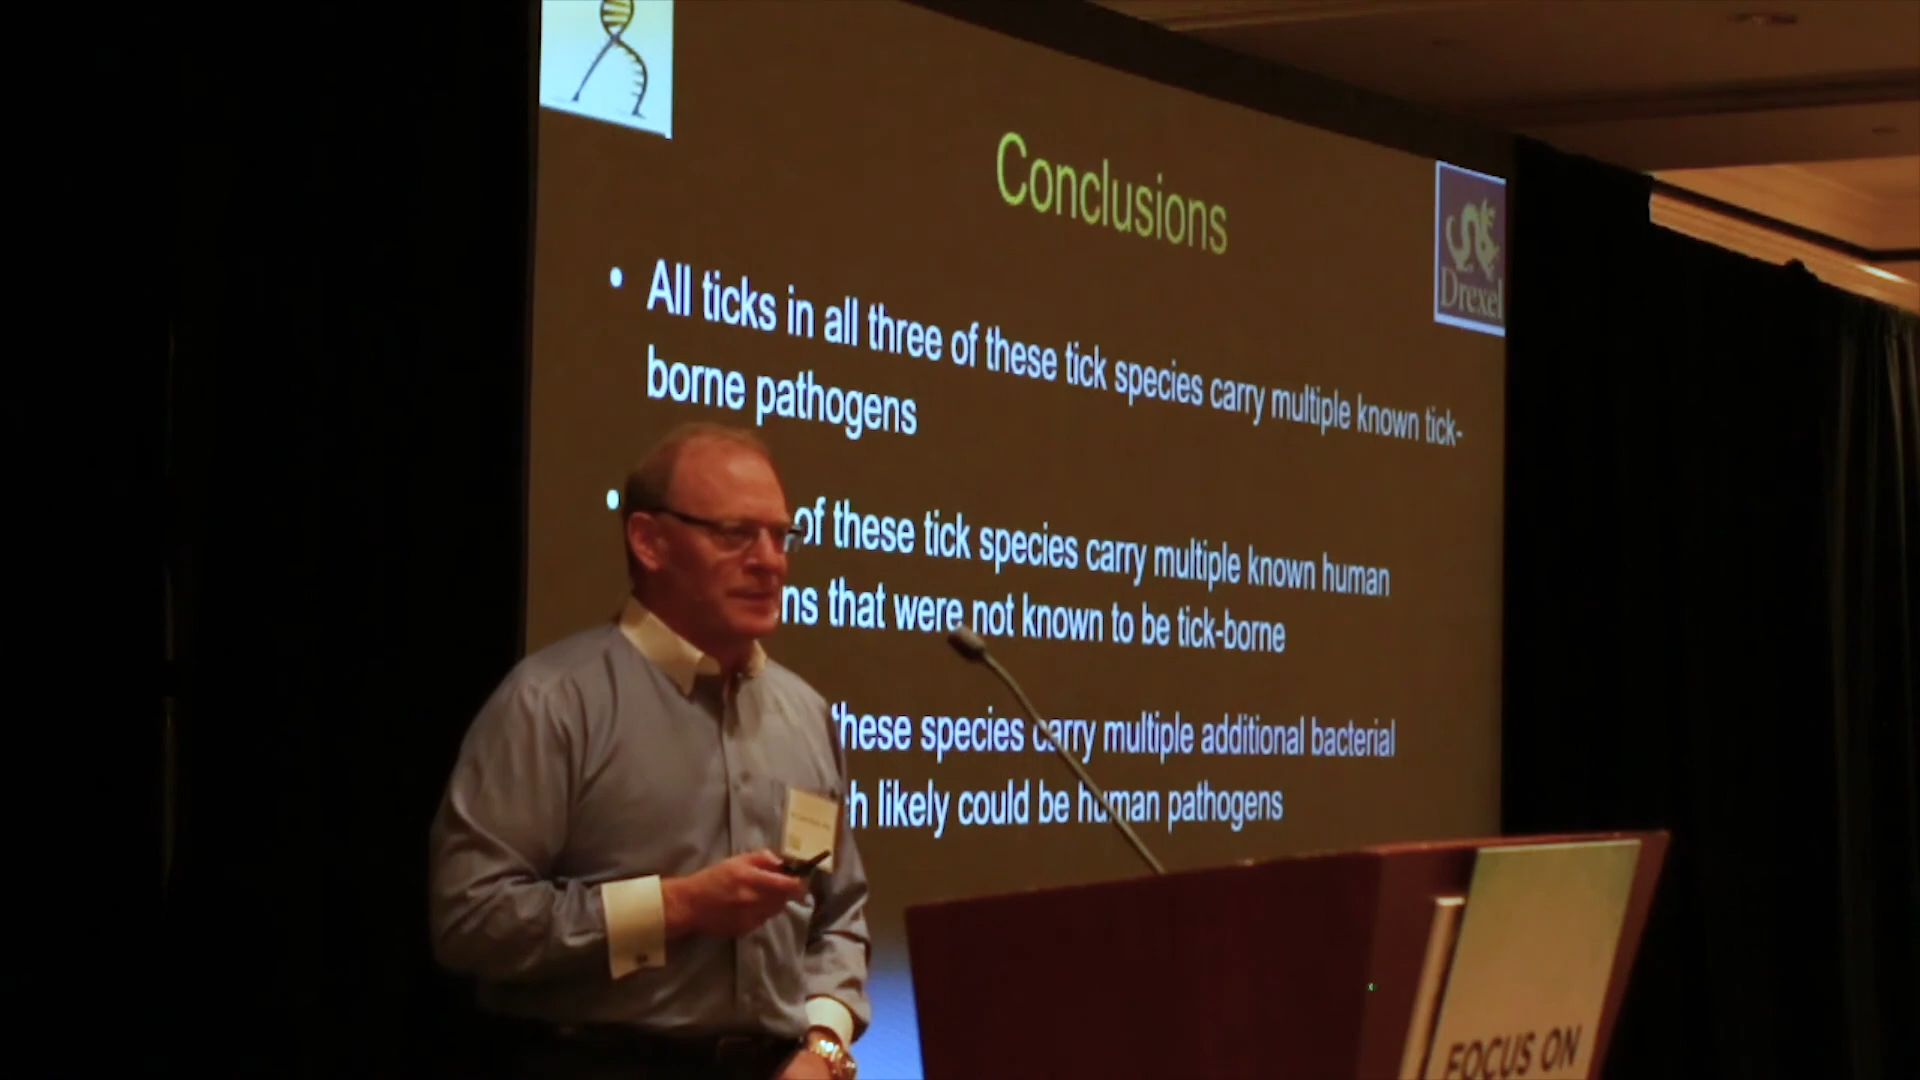 Conclusions
Drexel
• All ticks in all three of these tick species carry multiple known tick-
borne pathogens
• of these tick species carry multiple known human
ns that were not known to be tick-borne
these species carry multiple additional bacterial
ch likely could be human pathogens
FOCUS ON